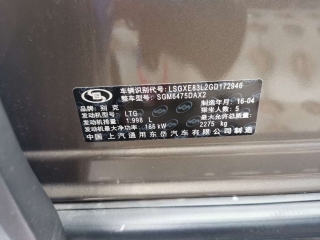 车辆识别代号: LSGXE83L2GD172946
整车型号: SGM6475DAX2
品牌: 别克 制造年月 16-04
发动机型号 LTG 乘坐人数 5
发动机排量 1,998 L 最大允许总质量:
发动机最大净功率: 188 kW 2275 kg
中国上汽通用东岳汽车有限公司制造